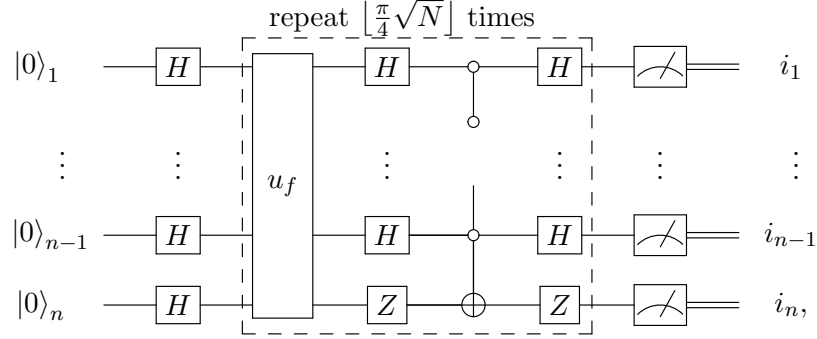 repeat ⌊π/4 √N⌋ times
|0⟩₁ H H H i₁
⋮ ⋮ u_f ⋮ ⋮ ⋮ ⋮
|0⟩ₙ₋₁ H H H iₙ₋₁
|0⟩ₙ H Z Z iₙ,